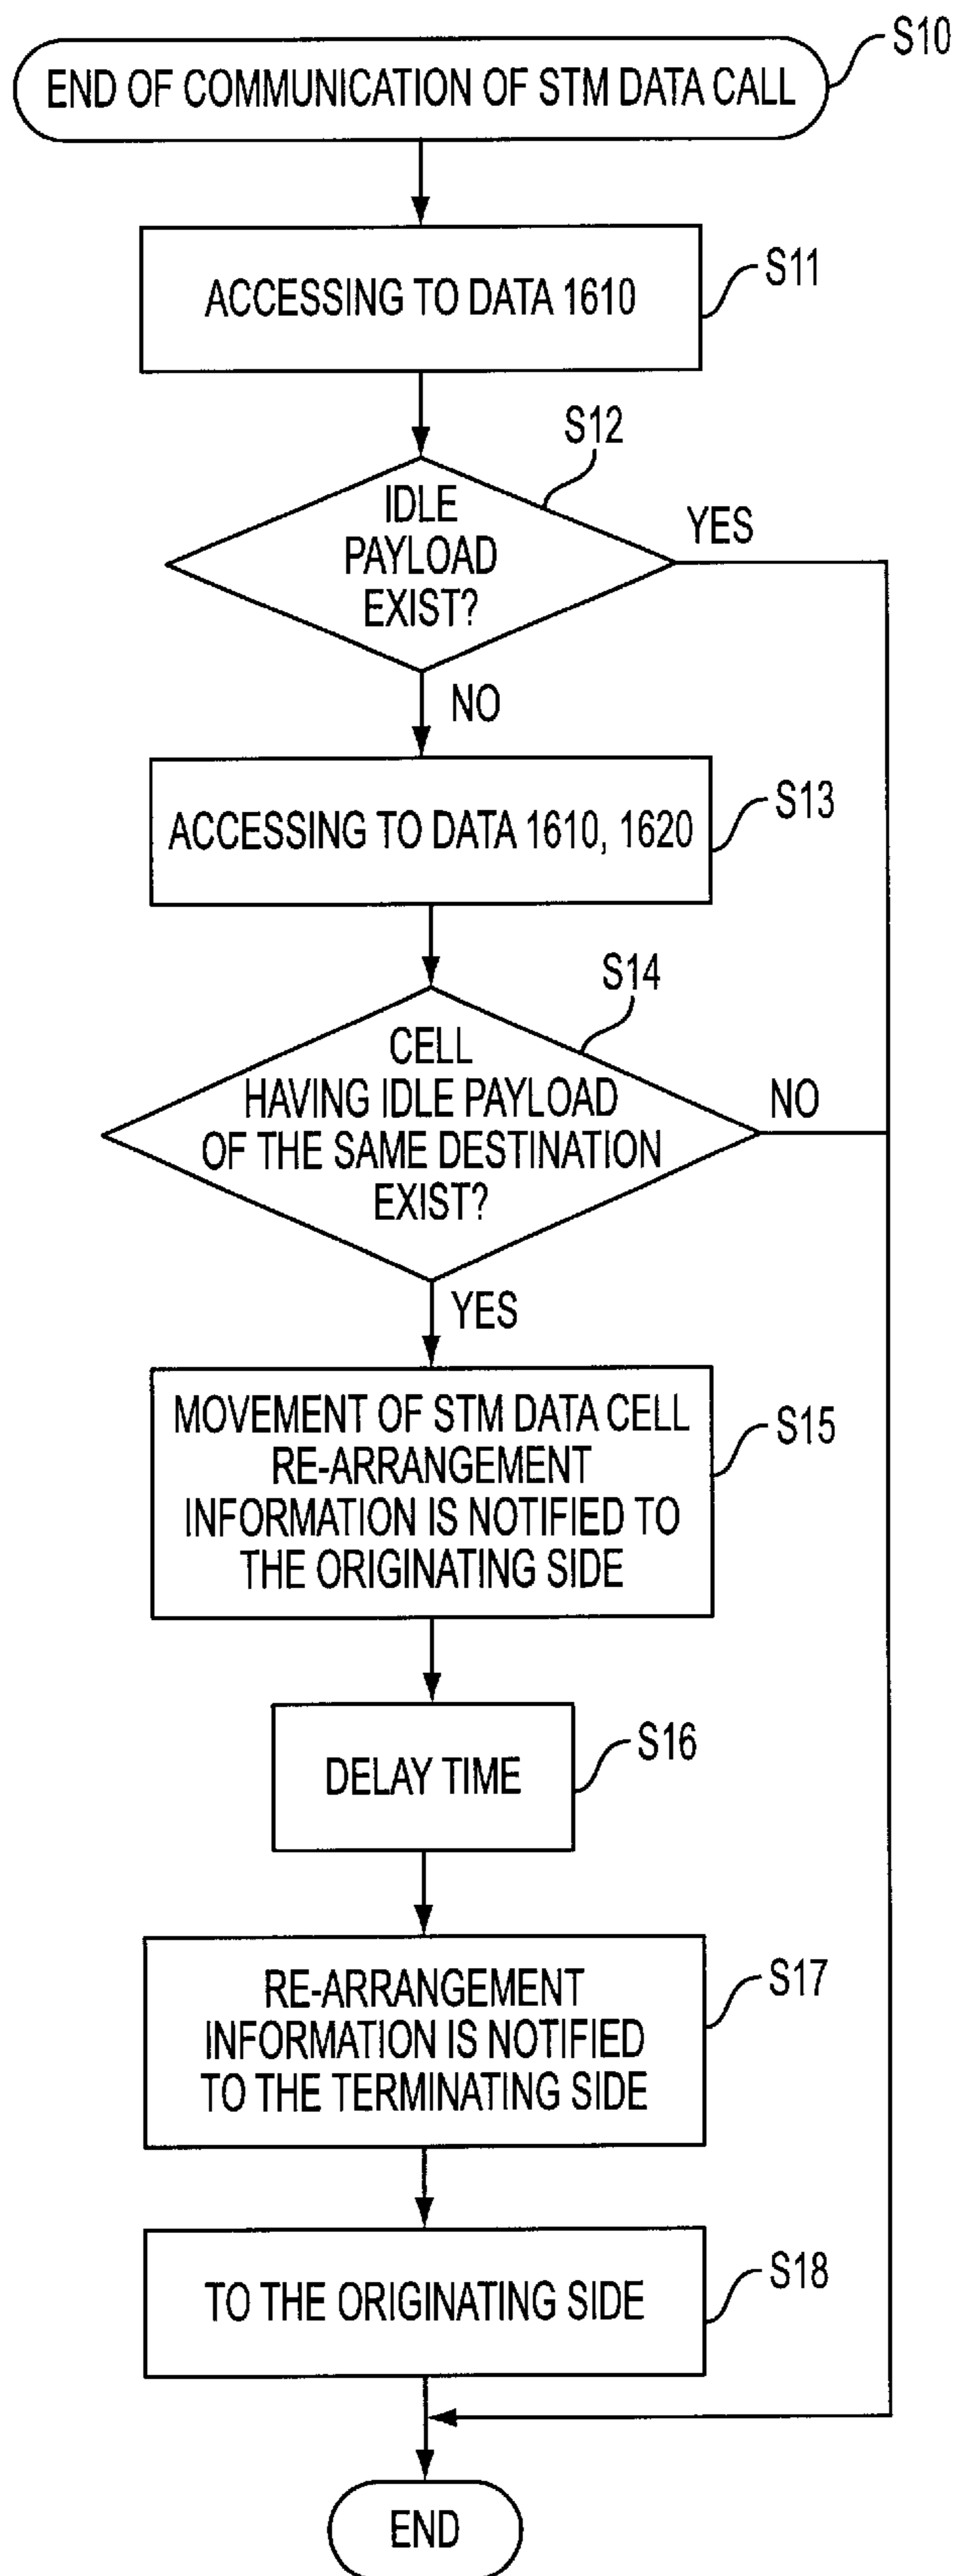 S10
END OF COMMUNICATION OF STM DATA CALL
S11
ACCESSING TO DATA 1610
S12
IDLE
PAYLOAD
EXIST?
YES
NO
S13
ACCESSING TO DATA 1610, 1620
S14
CELL
HAVING IDLE PAYLOAD
OF THE SAME DESTINATION
EXIST?
NO
YES
MOVEMENT OF STM DATA CELL
RE-ARRANGEMENT
INFORMATION IS NOTIFIED TO
THE ORIGINATING SIDE
S15
DELAY TIME
S16
RE-ARRANGEMENT
INFORMATION IS NOTIFIED
TO THE TERMINATING SIDE
S17
TO THE ORIGINATING SIDE
S18
END